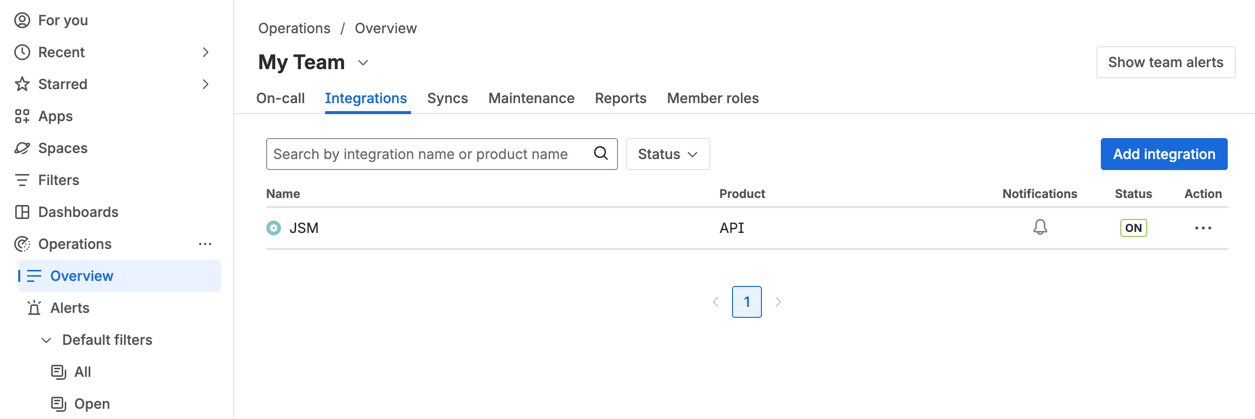 For you
Recent
Starred
Apps
Spaces
Filters
Dashboards
Operations
Overview
Alerts
Default filters
All
Open
Operations / Overview
My Team
Show team alerts
On-call Integrations Syncs Maintenance Reports Member roles
Search by integration name or product name Status Add integration
Name Product Notifications Status Action
JSM API ON
1